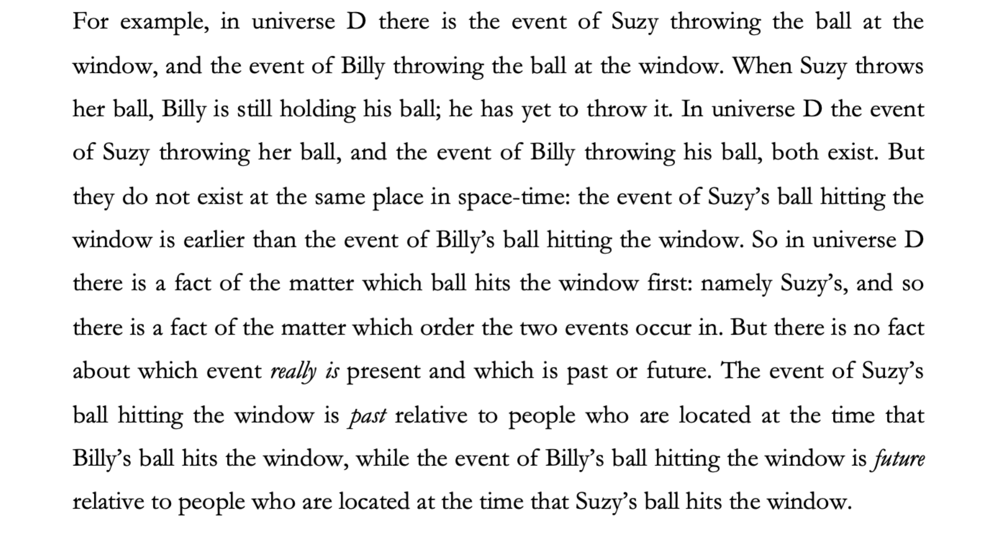 For example, in universe D there is the event of Suzy throwing the ball at the
window, and the event of Billy throwing the ball at the window. When Suzy throws
her ball, Billy is still holding his ball; he has yet to throw it. In universe D the event
of Suzy throwing her ball, and the event of Billy throwing his ball, both exist. But
they do not exist at the same place in space-time: the event of Suzy’s ball hitting the
window is earlier than the event of Billy’s ball hitting the window. So in universe D
there is a fact of the matter which ball hits the window first: namely Suzy’s, and so
there is a fact of the matter which order the two events occur in. But there is no fact
about which event really is present and which is past or future. The event of Suzy’s
ball hitting the window is past relative to people who are located at the time that
Billy’s ball hits the window, while the event of Billy’s ball hitting the window is future
relative to people who are located at the time that Suzy’s ball hits the window.